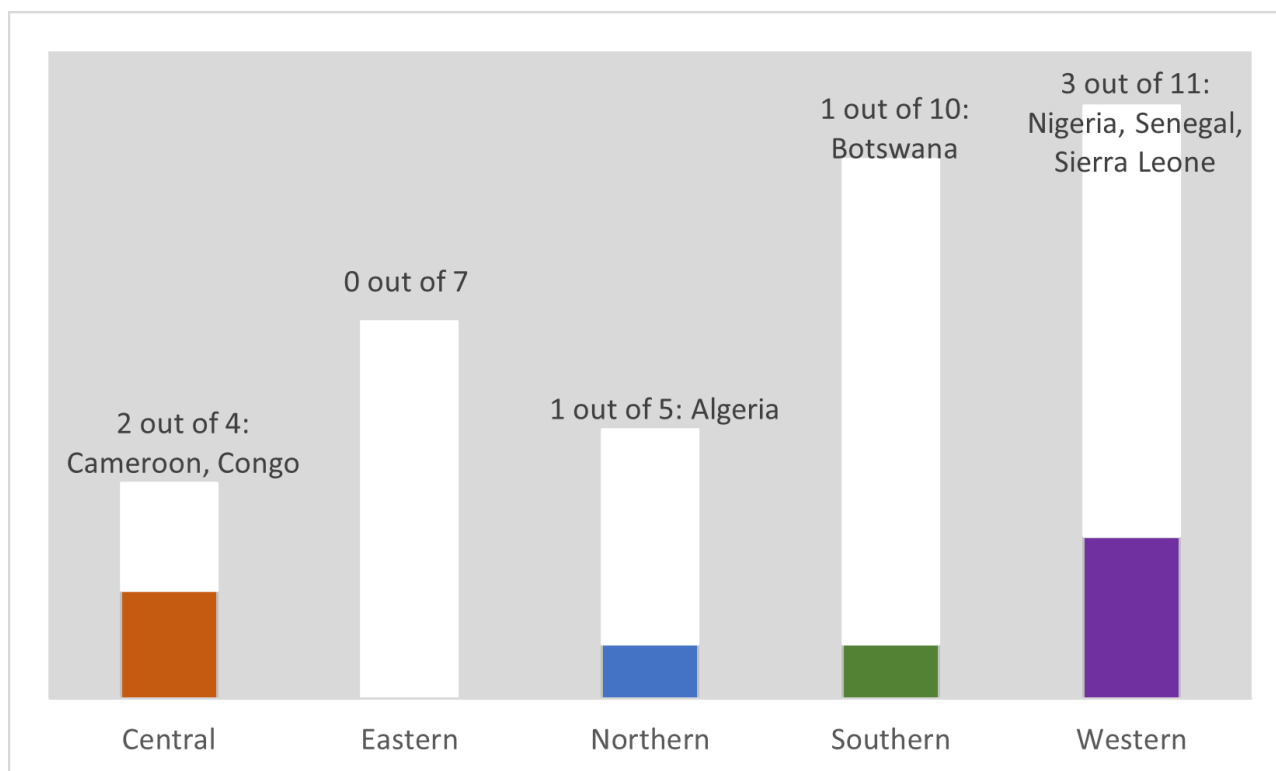 2 out of 4:
Cameroon, Congo
0 out of 7
1 out of 5: Algeria
1 out of 10:
Botswana
3 out of 11:
Nigeria, Senegal,
Sierra Leone
Central
Eastern
Northern
Southern
Western